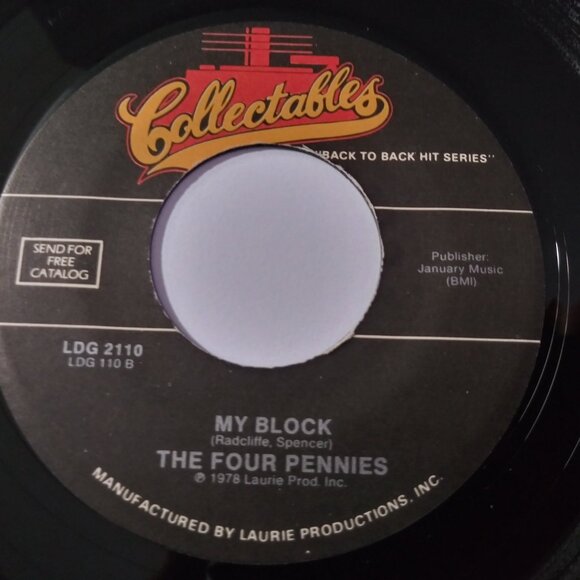 Collectables
"BACK TO BACK HIT SERIES"
SEND FOR
FREE
CATALOG
Publisher:
January Music
(BMI)
LDG 2110
LDG 110 B
MY BLOCK
(Radcliffe, Spencer)
THE FOUR PENNIES
℗ 1978 Laurie Prod. Inc.
MANUFACTURED BY LAURIE PRODUCTIONS, INC.